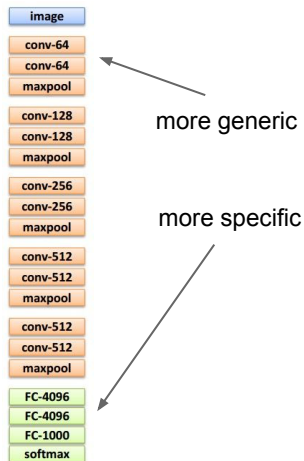 image
conv-64
conv-64
maxpool
more generic
conv-128
conv-128
maxpool
conv-256
conv-256
maxpool
more specific
conv-512
conv-512
maxpool
conv-512
conv-512
maxpool
FC-4096
FC-4096
FC-1000
softmax